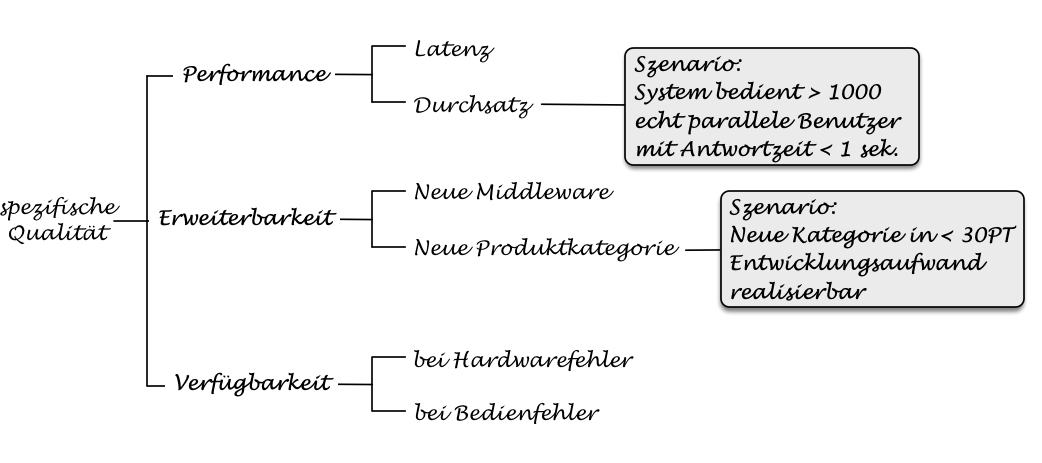 spezifische
Qualität
Performance
Latenz
Durchsatz
Szenario:
System bedient > 1000
echt parallele Benutzer
mit Antwortzeit < 1 sek.
Erweiterbarkeit
Neue Middleware
Neue Produktkategorie
Szenario:
Neue Kategorie in < 30PT
Entwicklungsaufwand
realisierbar
Verfügbarkeit
bei Hardwarefehler
bei Bedienfehler